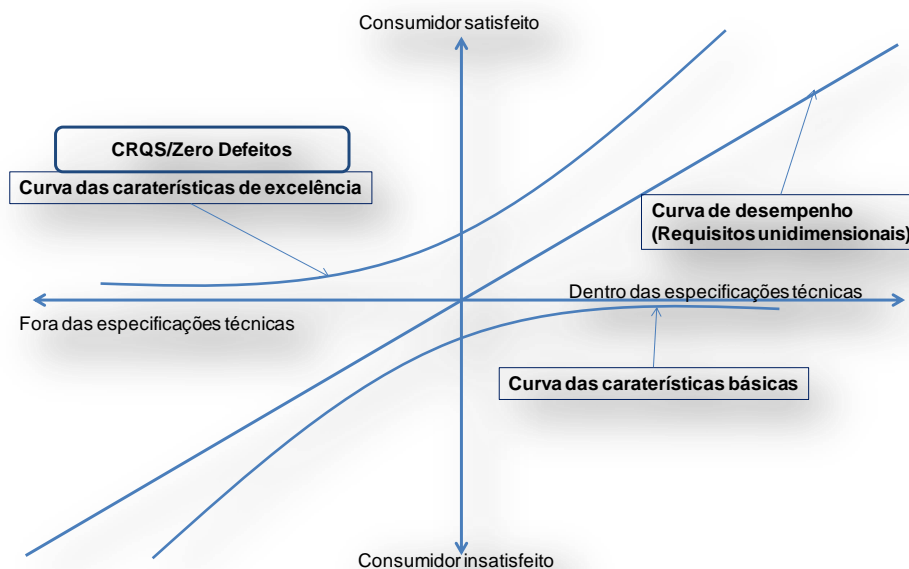 Consumidor satisfeito
CRQS/Zero Defeitos
Curva das caraterísticas de excelência
Curva de desempenho
(Requisitos unidimensionais)
Dentro das especificações técnicas
Fora das especificações técnicas
Curva das caraterísticas básicas
Consumidor insatisfeito